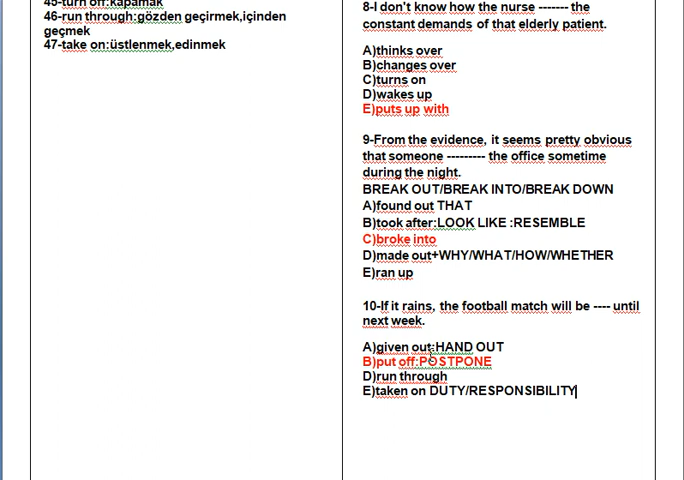 45-turn off:kapamak
46-run through:gözden geçirmek,içinden
geçmek
47-take on:üstlenmek,edinmek
8-I don't know how the nurse ------- the
constant demands of that elderly patient.
A)thinks over
B)changes over
C)turns on
D)wakes up
E)puts up with
9-From the evidence, it seems pretty obvious
that someone --------- the office sometime
during the night.
BREAK OUT/BREAK INTO/BREAK DOWN
A)found out THAT
B)took after:LOOK LIKE :RESEMBLE
C)broke into
D)made out+WHY/WHAT/HOW/WHETHER
E)ran up
10-If it rains, the football match will be ---- until
next week.
A)given out:HAND OUT
B)put off:POSTPONE
D)run through
E)taken on DUTY/RESPONSIBILITY